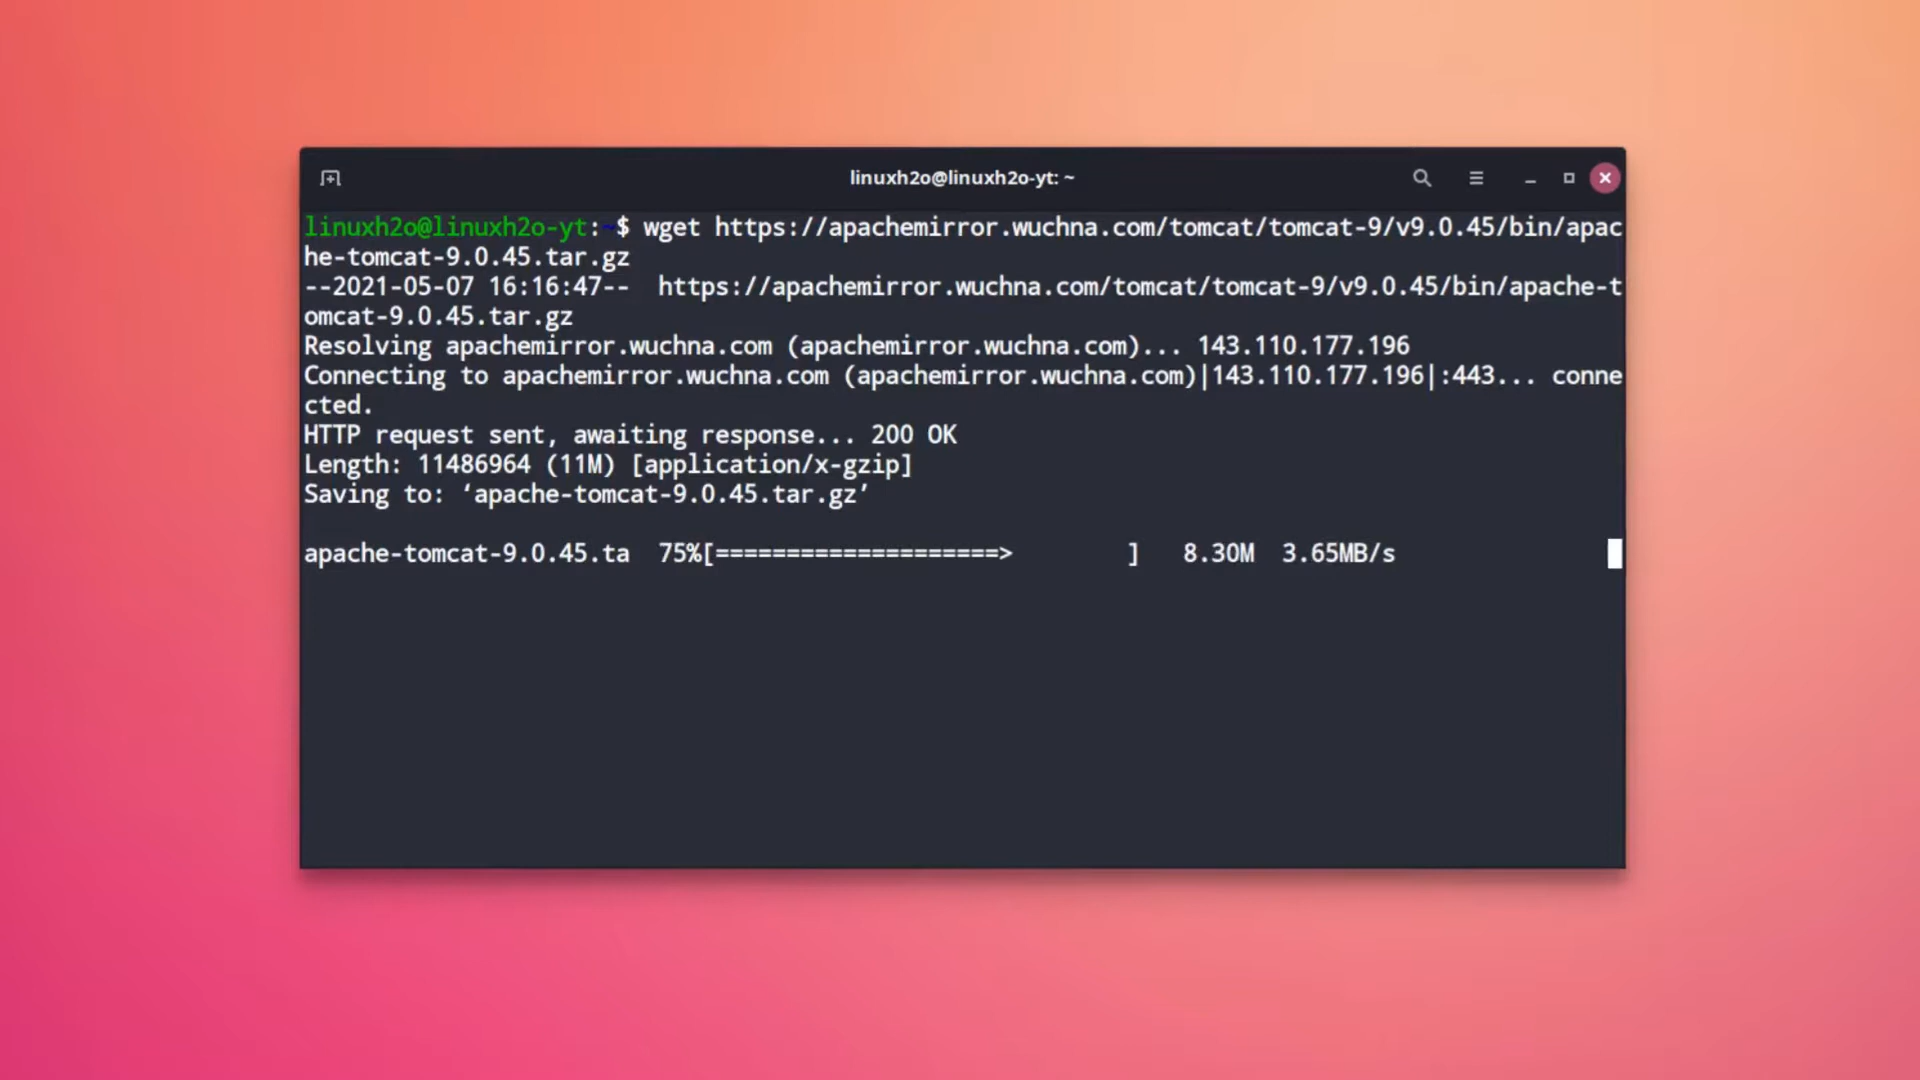 linuxh2o@linuxh2o-yt: ~
linuxh2o@linuxh2o-yt:~$ wget https://apachemirror.wuchna.com/tomcat/tomcat-9/v9.0.45/bin/apac
he-tomcat-9.0.45.tar.gz
--2021-05-07 16:16:47--  https://apachemirror.wuchna.com/tomcat/tomcat-9/v9.0.45/bin/apache-t
omcat-9.0.45.tar.gz
Resolving apachemirror.wuchna.com (apachemirror.wuchna.com)... 143.110.177.196
Connecting to apachemirror.wuchna.com (apachemirror.wuchna.com)|143.110.177.196|:443... conne
cted.
HTTP request sent, awaiting response... 200 OK
Length: 11486964 (11M) [application/x-gzip]
Saving to: ‘apache-tomcat-9.0.45.tar.gz’
apache-tomcat-9.0.45.ta  75%[====================>        ]   8.30M  3.65MB/s